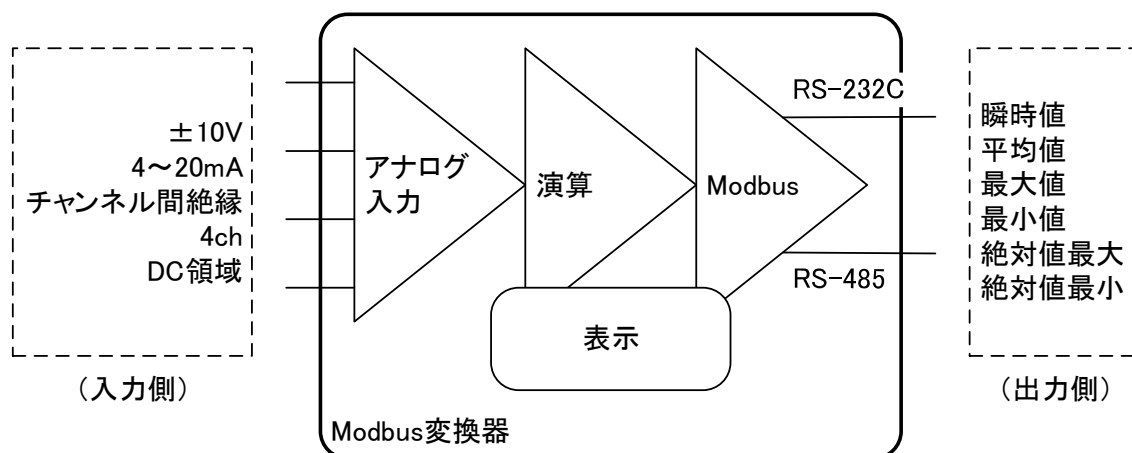 ±10V
4~20mA
チャンネル間絶縁
4ch
DC領域
(入力側)
アナログ
入力
演算
Modbus
表示
Modbus変換器
RS-232C
RS-485
瞬時値
平均値
最大値
最小値
絶対値最大
絶対値最小
(出力側)